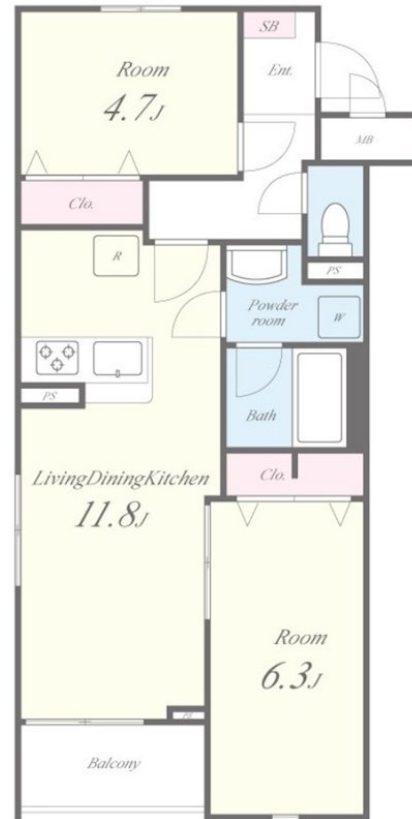 SB
Room
4.7J
Ent.
MB
Clo.
R
PS
Powder
room
W
PS
Bath
LivingDiningKitchen
11.8J
Clo.
Room
6.3J
PS
Balcony